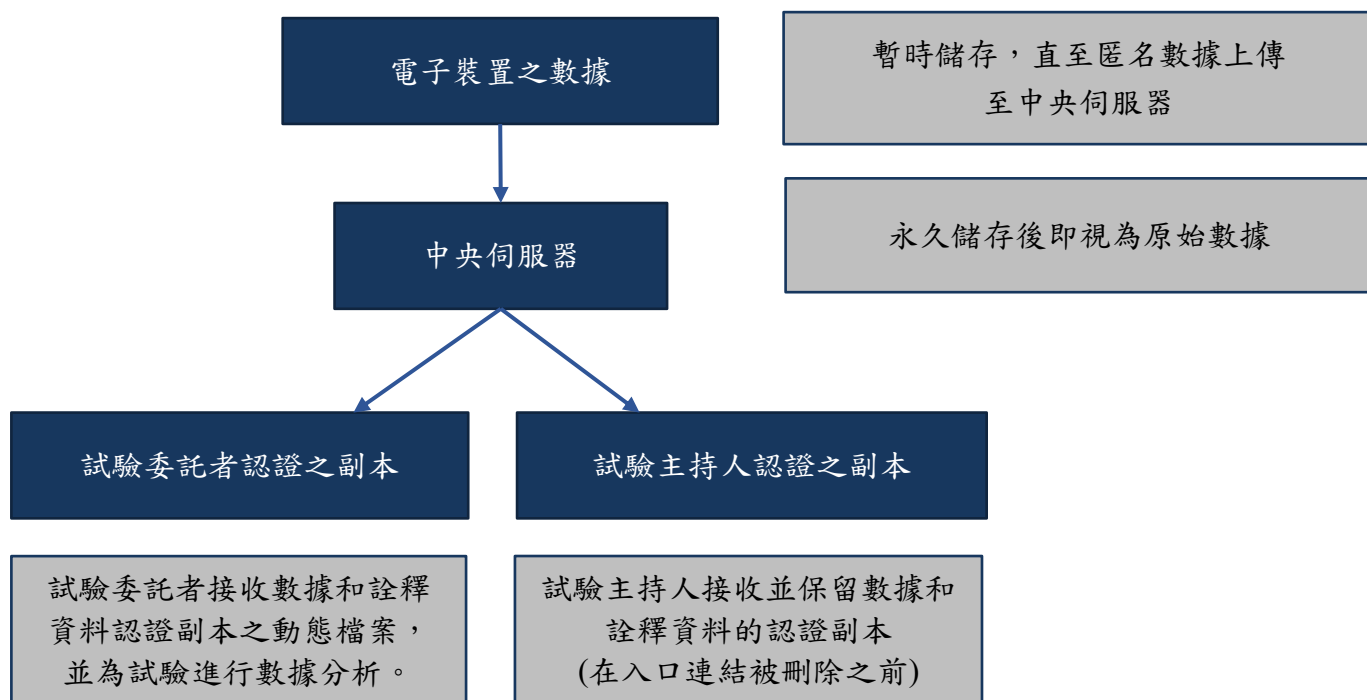 電子裝置之數據
暫時儲存，直至匿名數據上傳
至中央伺服器
中央伺服器
永久儲存後即視為原始數據
試驗委託者認證之副本
試驗主持人認證之副本
試驗委託者接收數據和詮釋
資料認證副本之動態檔案，
並為試驗進行數據分析。
試驗主持人接收並保留數據和
詮釋資料的認證副本
(在入口連結被刪除之前)